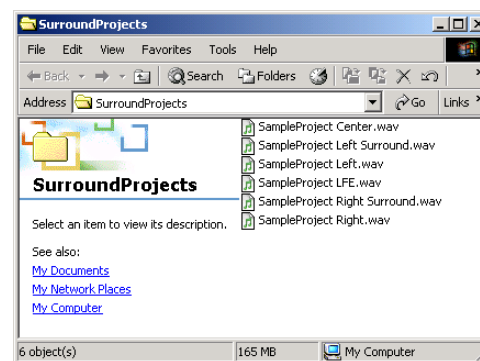 SurroundProjects
File Edit View Favorites Tools Help
Back Search Folders
Address SurroundProjects Go Links
SurroundProjects
Select an item to view its description.
See also:
My Documents
My Network Places
My Computer
SampleProject Center.wav
SampleProject Left Surround.wav
SampleProject Left.wav
SampleProject LFE.wav
SampleProject Right Surround.wav
SampleProject Right.wav
6 object(s) 165 MB My Computer